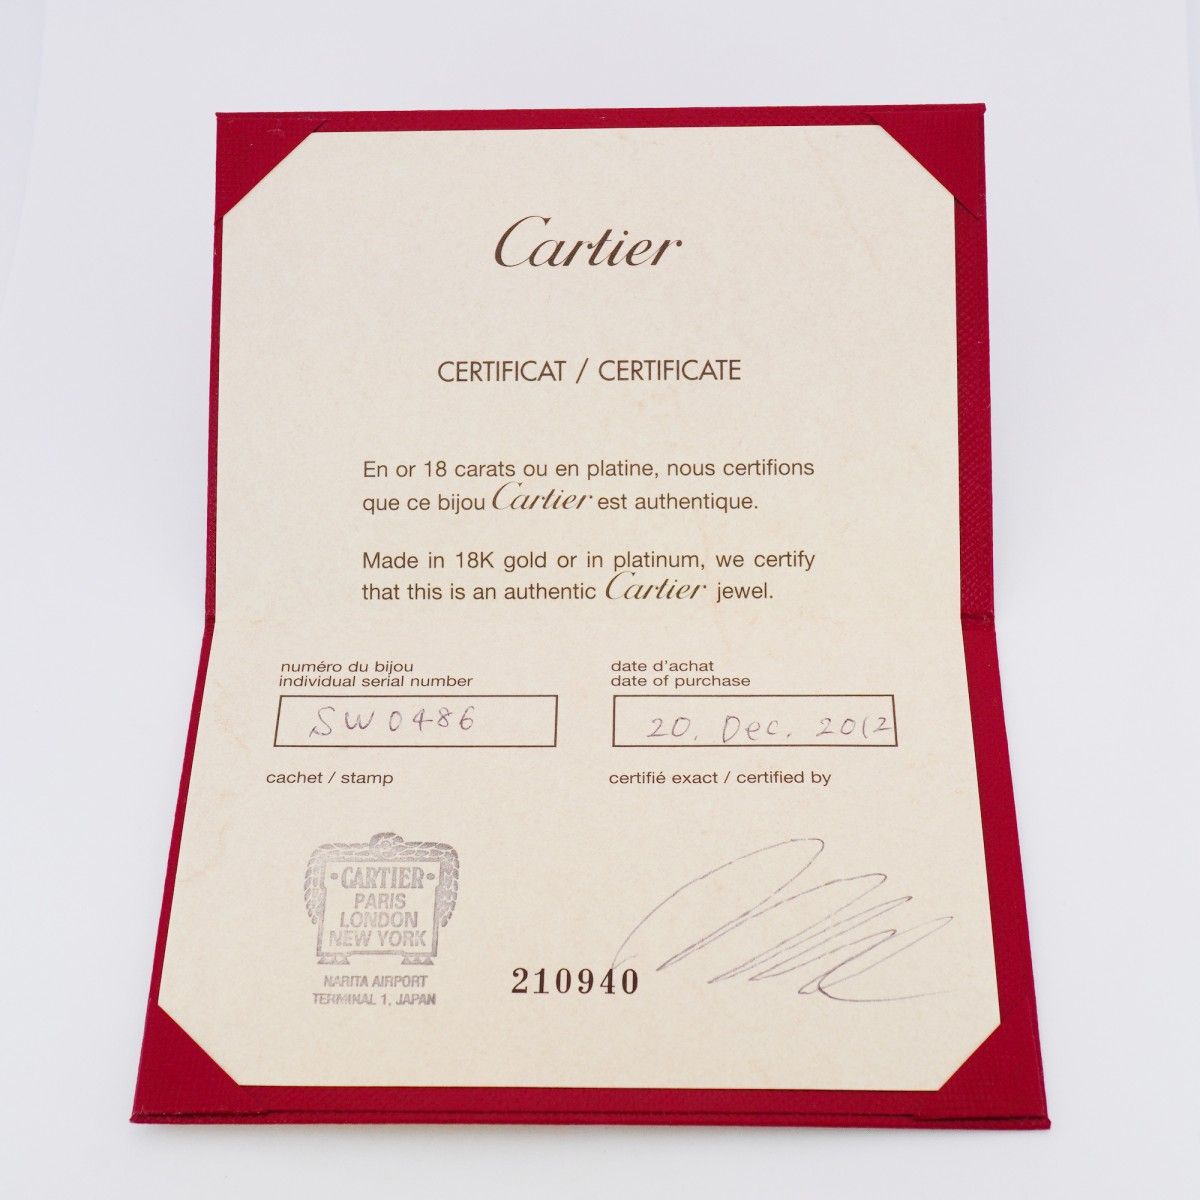 Cartier
CERTIFICAT / CERTIFICATE
En or 18 carats ou en platine, nous certifions
que ce bijou Cartier est authentique.
Made in 18K gold or in platinum, we certify
that this is an authentic Cartier jewel.
numéro du bijou
individual serial number
SW0486
date d'achat
date of purchase
20. Dec. 2012
cachet / stamp
certifié exact / certified by
·CARTIER·
PARIS
LONDON
NEW YORK
NARITA AIRPORT
TERMINAL 1, JAPAN
210940